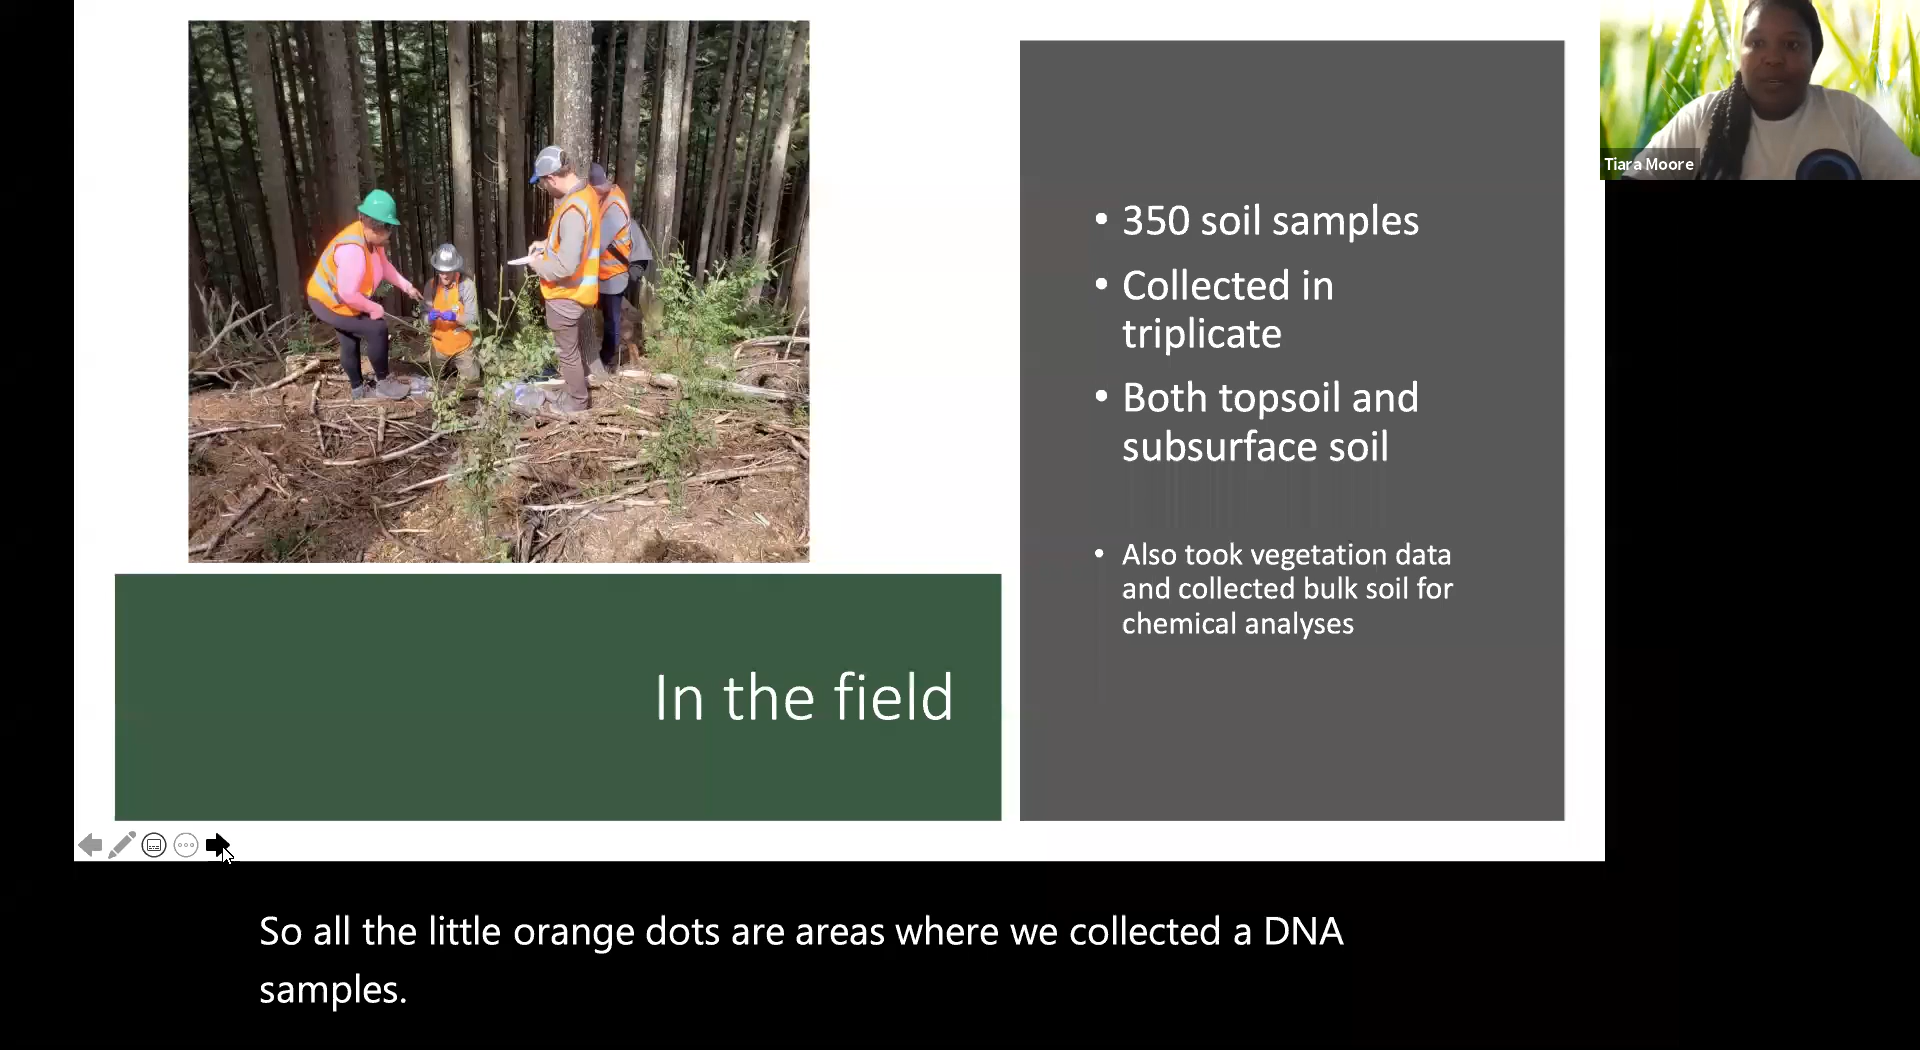 Tiara Moore
• 350 soil samples
• Collected in
triplicate
• Both topsoil and
subsurface soil
• Also took vegetation data
and collected bulk soil for
chemical analyses
In the field
So all the little orange dots are areas where we collected a DNA
samples.